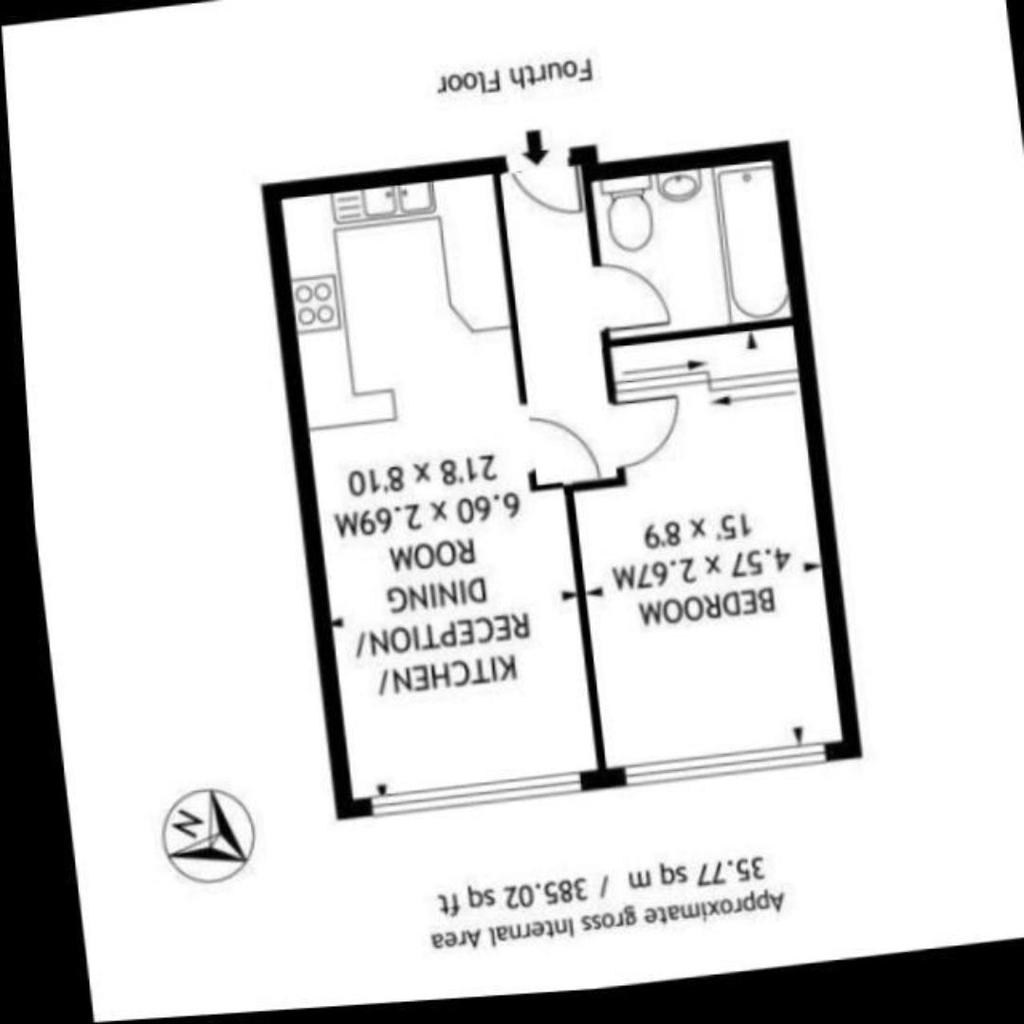 Approximate gross Internal Area
35.77 sq m / 385.02 sq ft
N
KITCHEN/
RECEPTION/
DINING
ROOM
6.60 x 2.69M
21'8 x 8'10
BEDROOM
4.57 x 2.67M
15' x 8'9
Fourth Floor